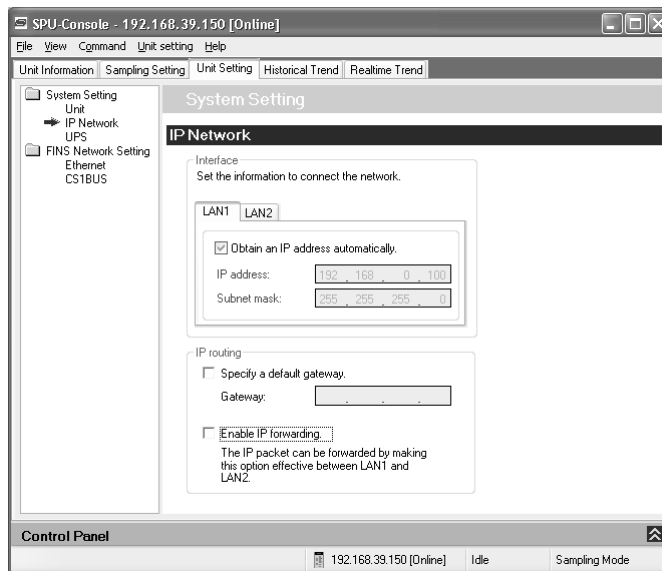 SPU-Console - 192.168.39.150 [Online]
File View Command Unit setting Help
Unit Information Sampling Setting Unit Setting Historical Trend Realtime Trend
System Setting
Unit
IP Network
UPS
FINS Network Setting
Ethernet
CS1BUS
System Setting
IP Network
Interface
Set the information to connect the network.
LAN1 LAN2
Obtain an IP address automatically.
IP address: 192 . 168 . 0 . 100
Subnet mask: 255 . 255 . 255 . 0
IP routing
Specify a default gateway.
Gateway: . . .
Enable IP forwarding.
The IP packet can be forwarded by making
this option effective between LAN1 and
LAN2.
Control Panel
192.168.39.150 [Online] Idle Sampling Mode